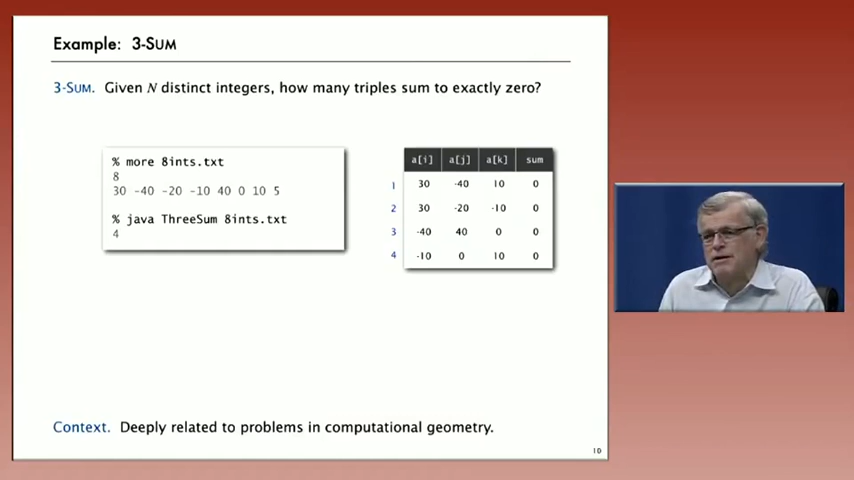 Example: 3-SUM
3-SUM. Given N distinct integers, how many triples sum to exactly zero?
% more 8ints.txt
8
30 -40 -20 -10 40 0 10 5
% java ThreeSum 8ints.txt
4
a[i] a[j] a[k] sum
1 30 -40 10 0
2 30 -20 -10 0
3 -40 40 0 0
4 -10 0 10 0
Context. Deeply related to problems in computational geometry.
10